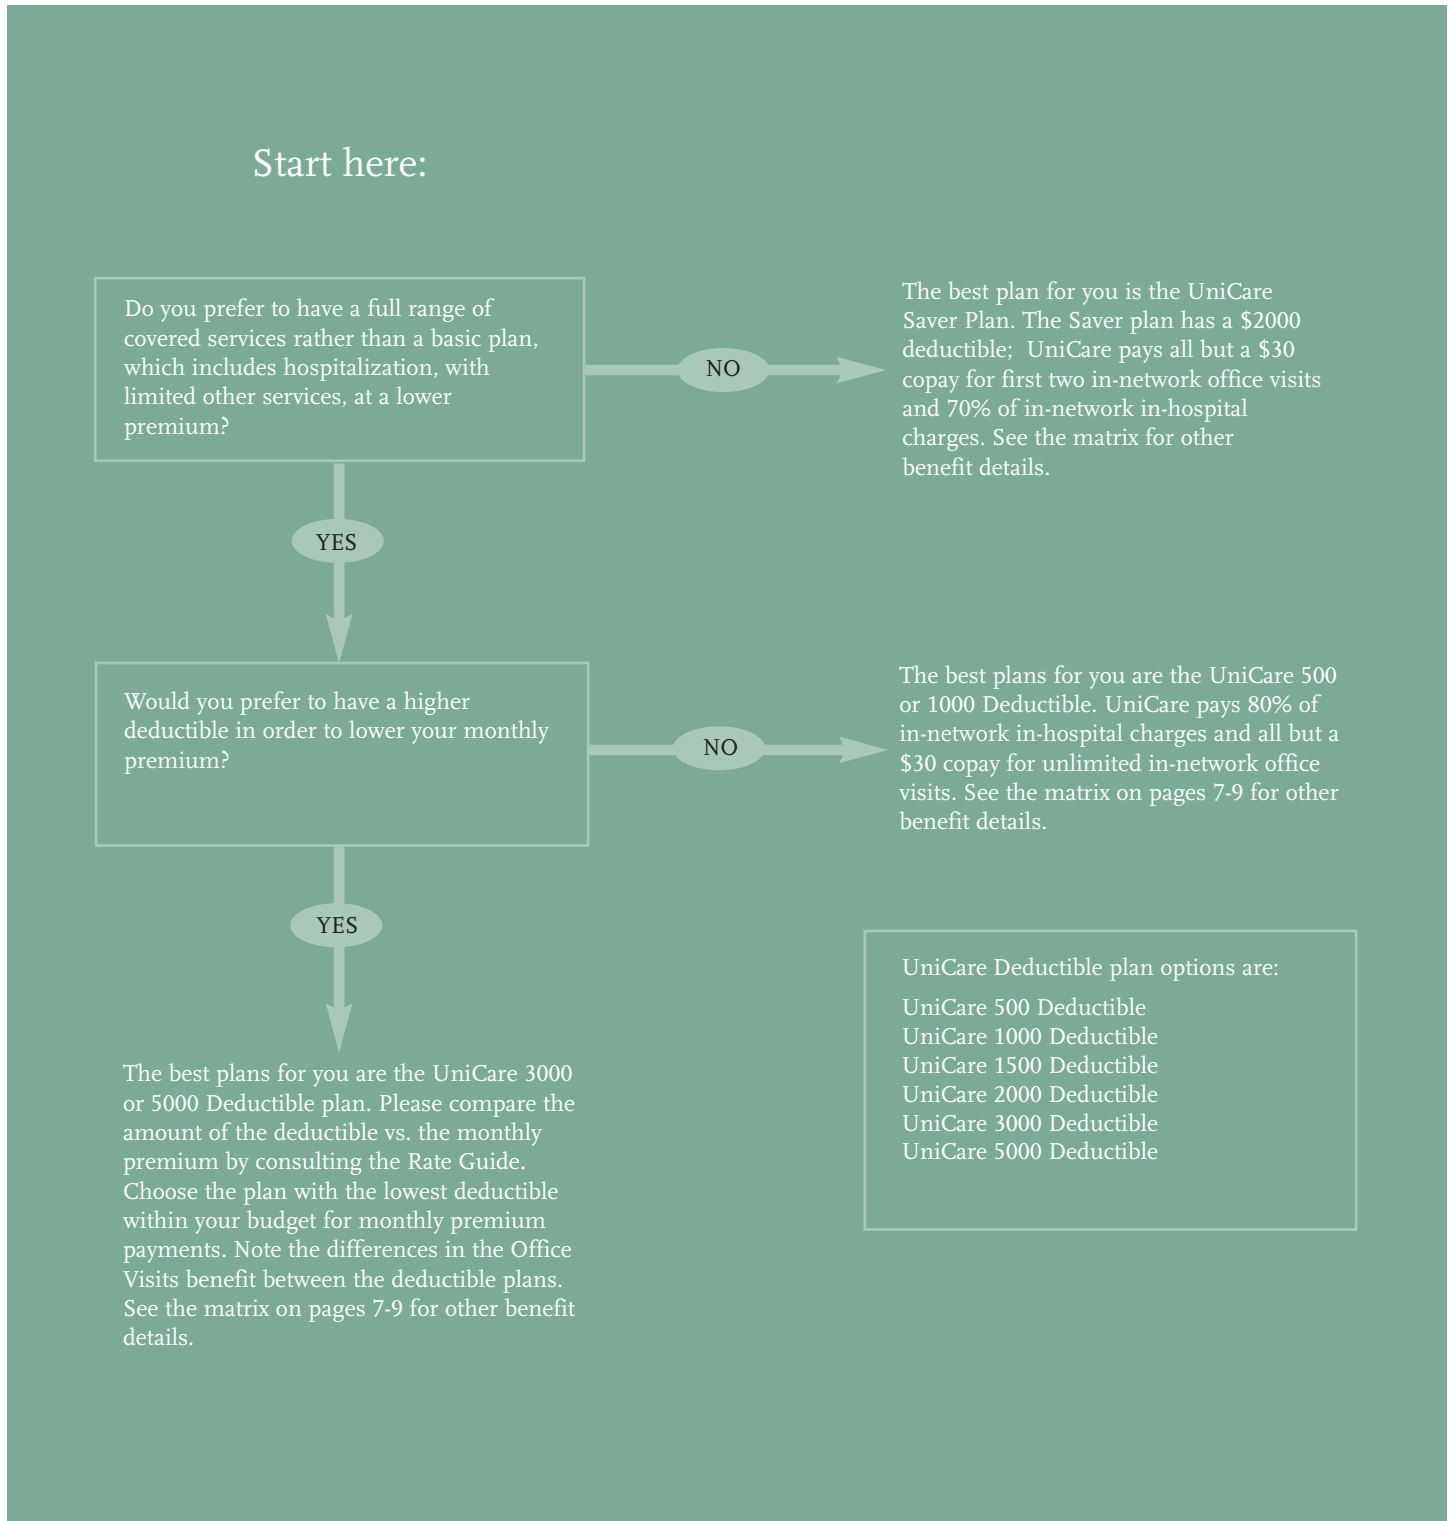 Start here:
Do you prefer to have a full range of
covered services rather than a basic plan,
which includes hospitalization, with
limited other services, at a lower
premium?
NO
The best plan for you is the UniCare
Saver Plan. The Saver plan has a $2000
deductible;  UniCare pays all but a $30
copay for first two in-network office visits
and 70% of in-network in-hospital
charges. See the matrix for other
benefit details.
YES
Would you prefer to have a higher
deductible in order to lower your monthly
premium?
NO
The best plans for you are the UniCare 500
or 1000 Deductible. UniCare pays 80% of
in-network in-hospital charges and all but a
$30 copay for unlimited in-network office
visits. See the matrix on pages 7-9 for other
benefit details.
YES
The best plans for you are the UniCare 3000
or 5000 Deductible plan. Please compare the
amount of the deductible vs. the monthly
premium by consulting the Rate Guide.
Choose the plan with the lowest deductible
within your budget for monthly premium
payments. Note the differences in the Office
Visits benefit between the deductible plans.
See the matrix on pages 7-9 for other benefit
details.
UniCare Deductible plan options are:
UniCare 500 Deductible
UniCare 1000 Deductible
UniCare 1500 Deductible
UniCare 2000 Deductible
UniCare 3000 Deductible
UniCare 5000 Deductible